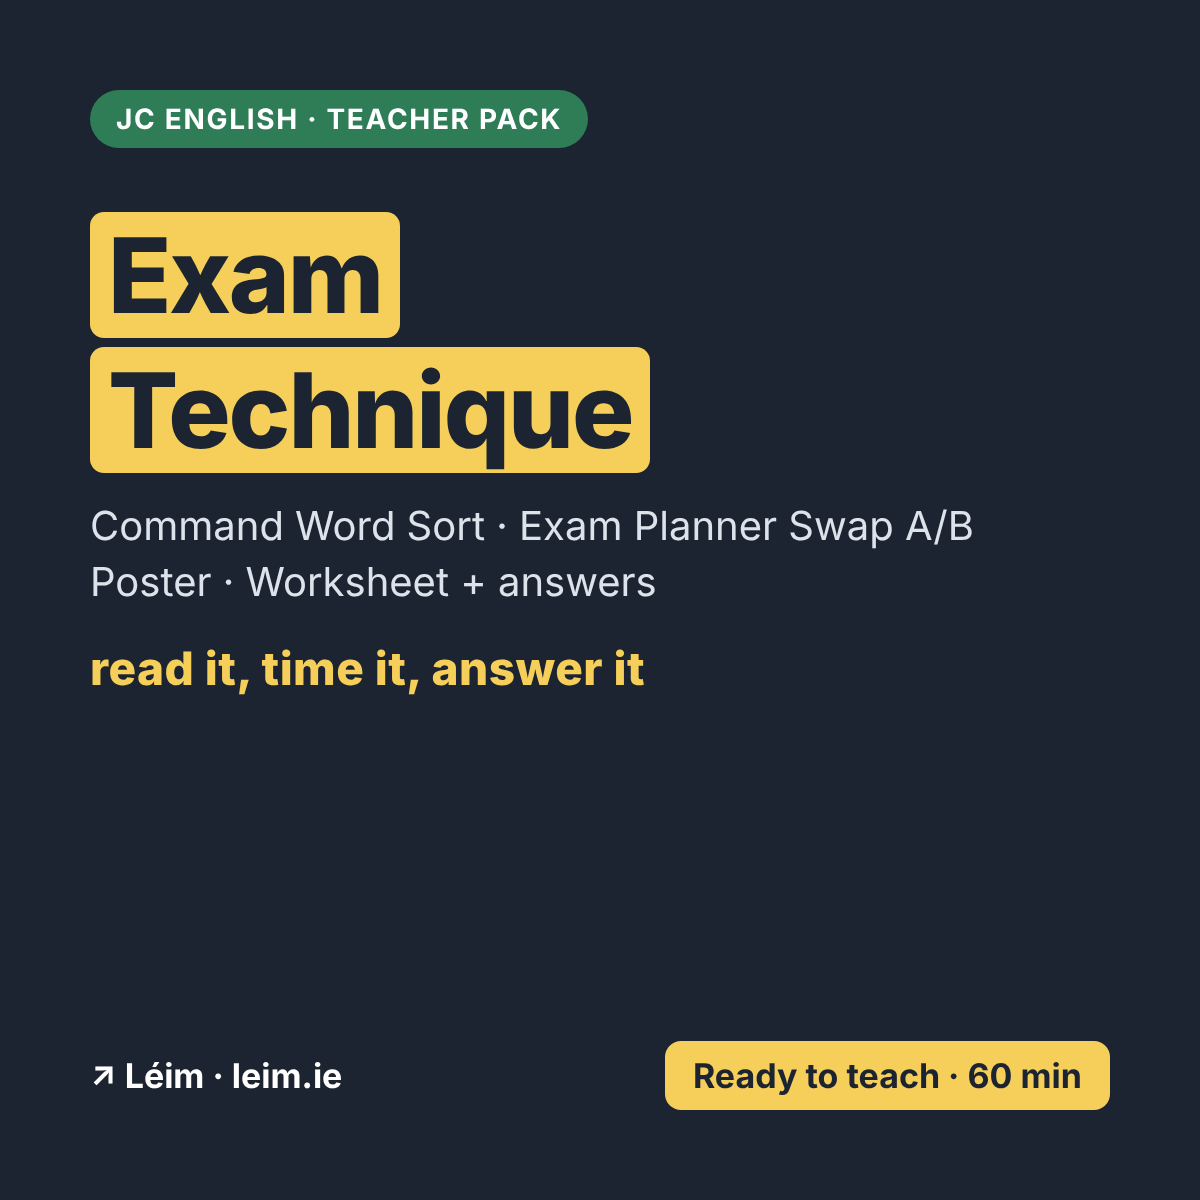 JC ENGLISH · TEACHER PACK
Exam
Technique
Command Word Sort · Exam Planner Swap A/B
Poster · Worksheet + answers
read it, time it, answer it
↗ Léim · leim.ie
Ready to teach · 60 min